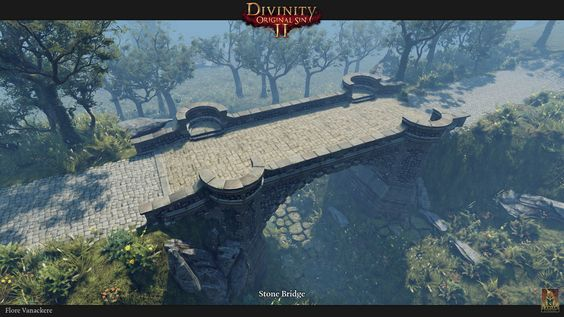 DIVINITY
ORIGINAL SIN
II
Stone Bridge
Flore Vanackere